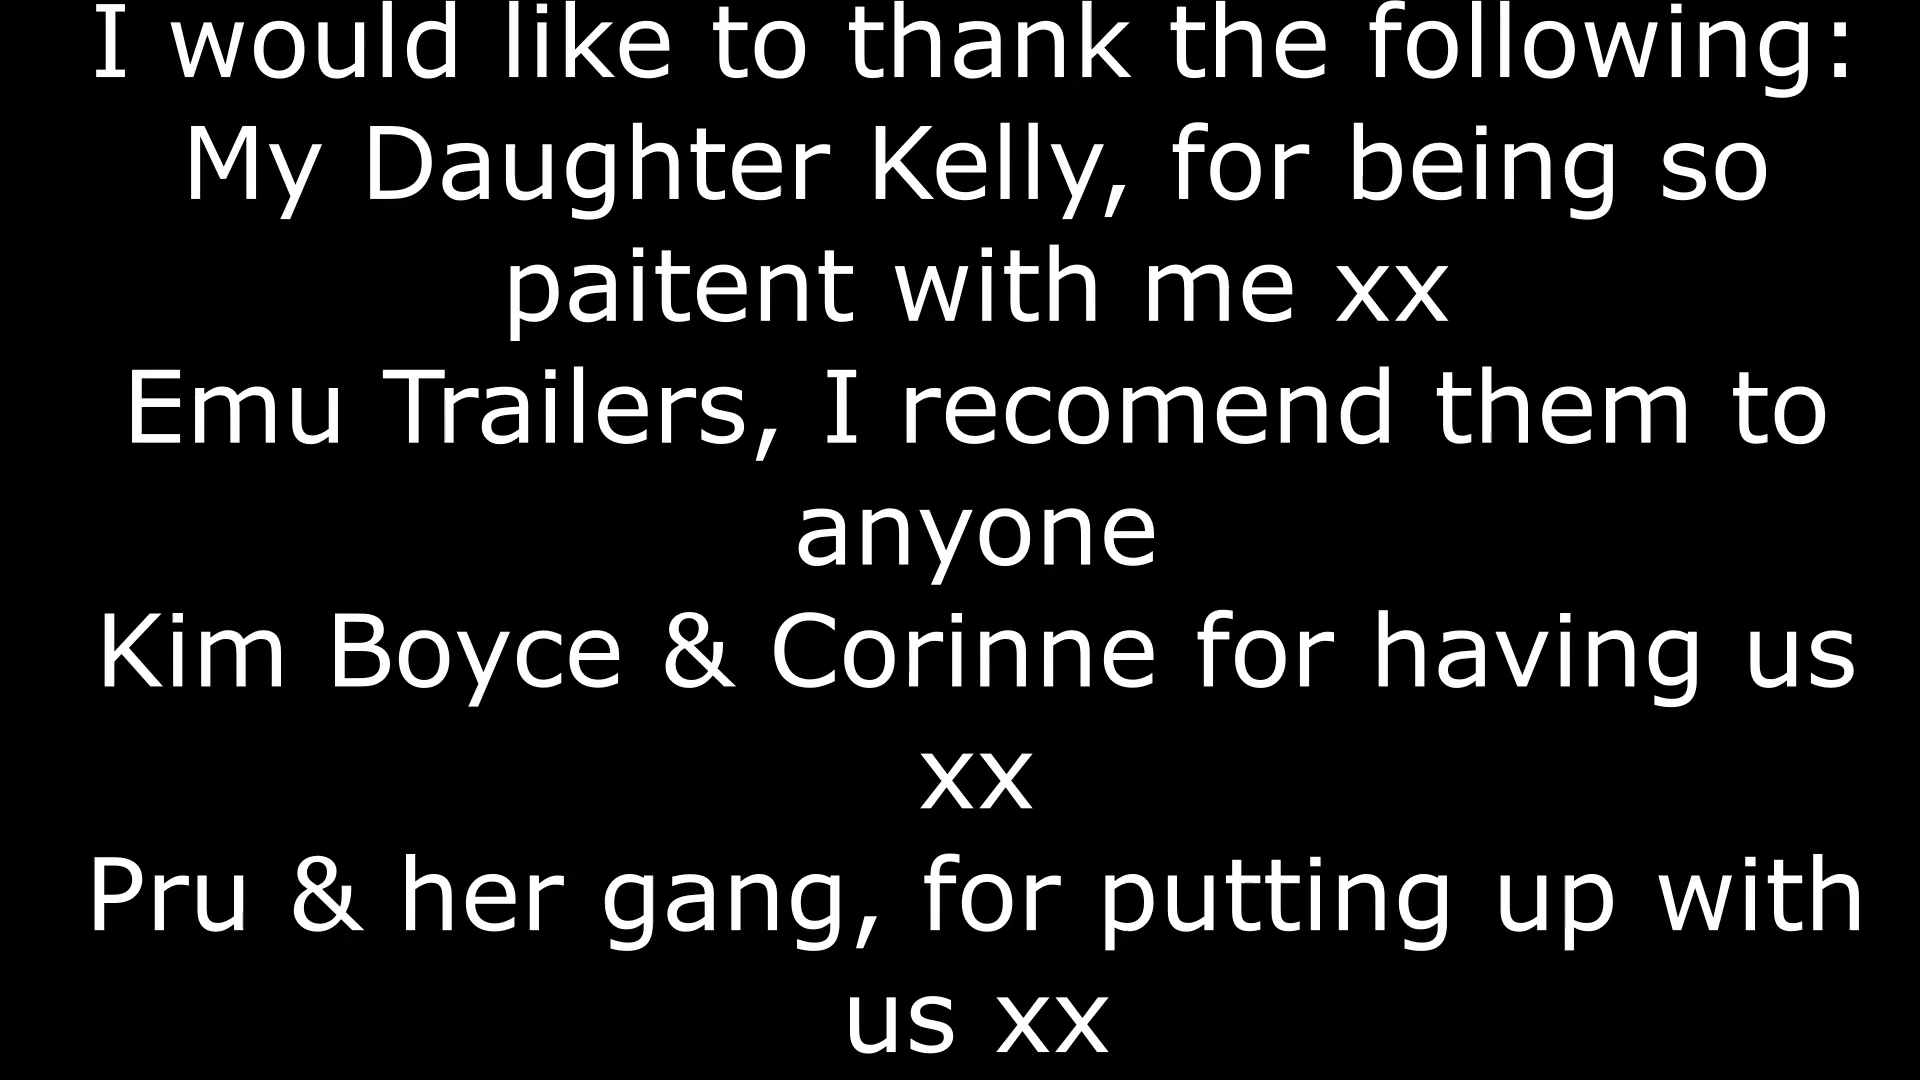 I would like to thank the following:
My Daughter Kelly, for being so
paitent with me xx
Emu Trailers, I recomend them to
anyone
Kim Boyce & Corinne for having us
xx
Pru & her gang, for putting up with
us xx